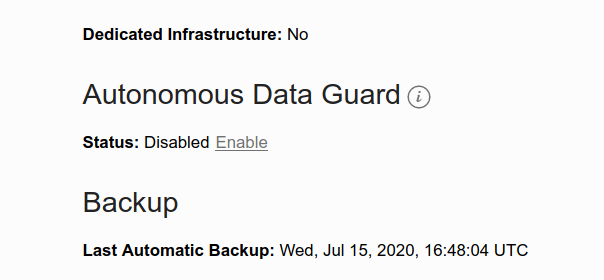 Dedicated Infrastructure: No
Autonomous Data Guard i
Status: Disabled Enable
Backup
Last Automatic Backup: Wed, Jul 15, 2020, 16:48:04 UTC